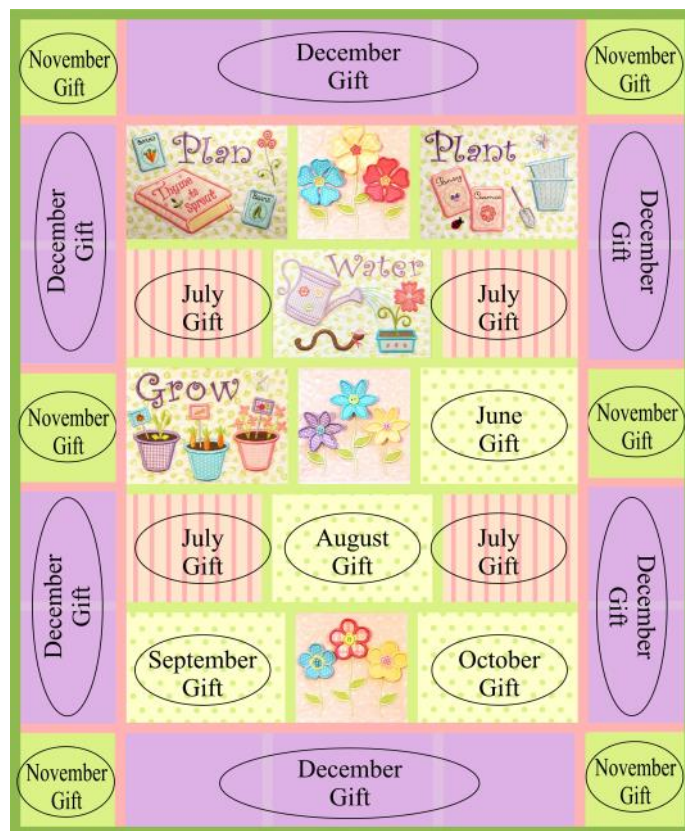 November
Gift
December
Gift
November
Gift
December
Gift
Plan
Thyme to
Sprout
Plant
December
Gift
July
Gift
Water
July
Gift
November
Gift
Grow
June
Gift
November
Gift
December
Gift
July
Gift
August
Gift
July
Gift
December
Gift
September
Gift
October
Gift
November
Gift
December
Gift
November
Gift